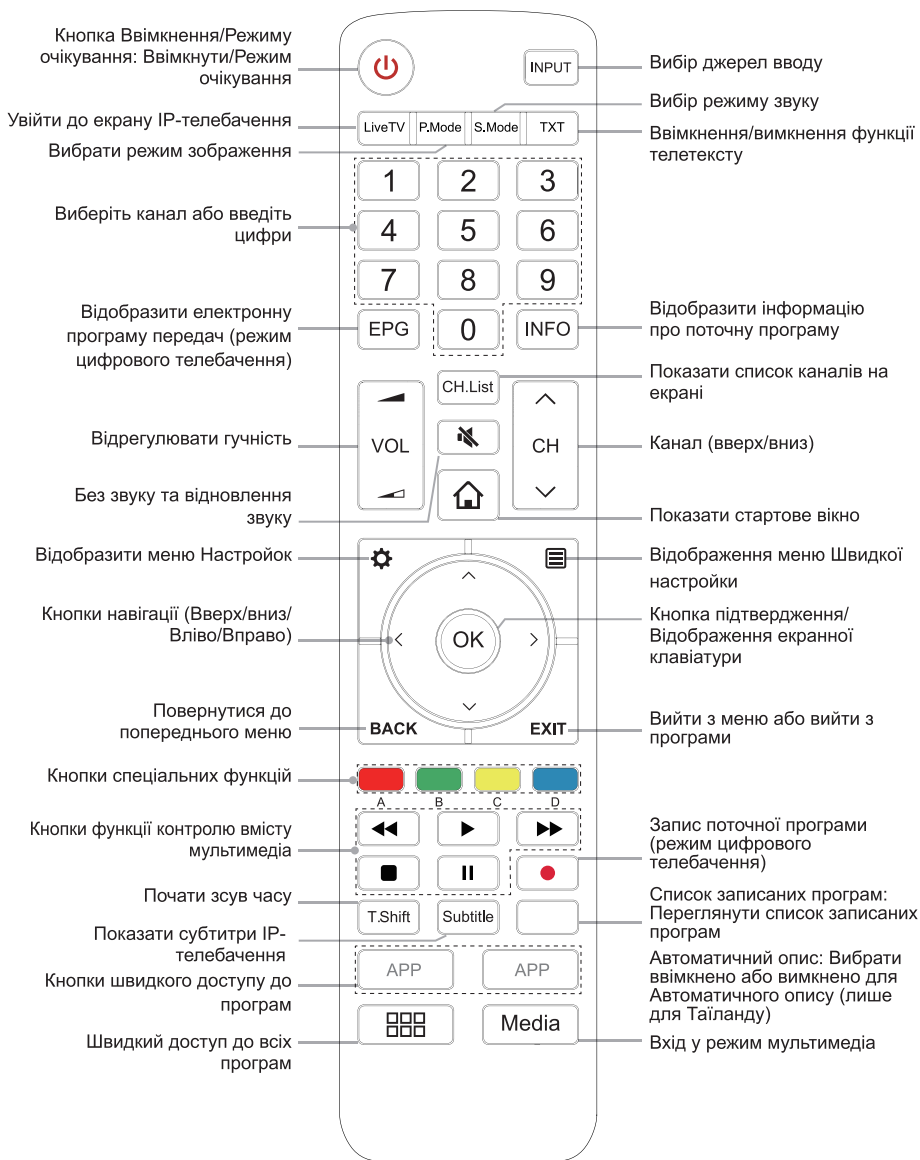 Кнопка Ввімкнення/Режиму
очікування: Ввімкнути/Режим
очікування
INPUT
Вибір джерел вводу
Вибір режиму звуку
Увійти до екрану IP-телебачення
LiveTV
P.Mode
S.Mode
TXT
Ввімкнення/вимкнення функції
телетексту
Вибрати режим зображення
1
2
3
Виберіть канал або введіть
цифри
4
5
6
7
8
9
Відобразити електронну
програму передач (режим
цифрового телебачення)
EPG
0
INFO
Відобразити інформацію
про поточну програму
CH.List
Показати список каналів на
екрані
Відрегулювати гучність
VOL
CH
Канал (вверх/вниз)
Без звуку та відновлення
звуку
Показати стартове вікно
Відобразити меню Настройок
Відображення меню Швидкої
настройки
Кнопки навігації (Вверх/вниз/
Вліво/Вправо)
OK
Кнопка підтвердження/
Відображення екранної
клавіатури
Повернутися до
попереднього меню
BACK
EXIT
Вийти з меню або вийти з
програми
Кнопки спеціальних функцій
A
B
C
D
Кнопки функції контролю вмісту
мультимедіа
Запис поточної програми
(режим цифрового
телебачення)
Почати зсув часу
T.Shift
Subtitle
Список записаних програм:
Переглянути список записаних
програм
Показати субтитри IP-
телебачення
Кнопки швидкого доступу до
програм
APP
APP
Автоматичний опис: Вибрати
ввімкнено або вимкнено для
Автоматичного опису (лише
для Таїланду)
Швидкий доступ до всіх
програм
Media
Вхід у режим мультимедіа